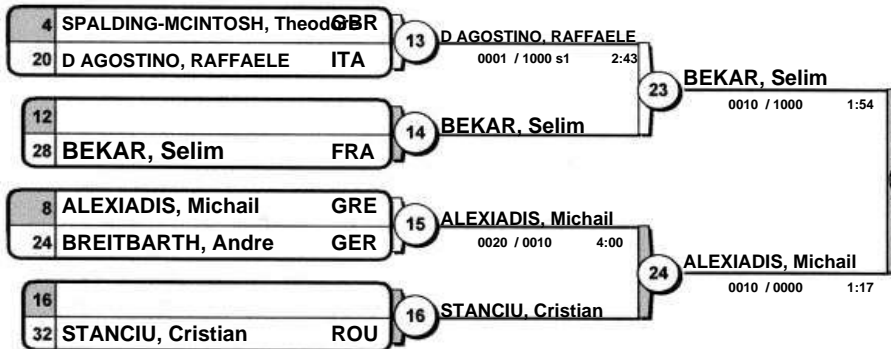 4 SPALDING-MCINTOSH, Theodore GBR
20 D AGOSTINO, RAFFAELE ITA
13
D AGOSTINO, RAFFAELE
0001 / 1000 s1 2:43
12
28 BEKAR, Selim FRA
14
BEKAR, Selim
23
BEKAR, Selim
0010 / 1000 1:54
8 ALEXIADIS, Michail GRE
24 BREITBARTH, Andre GER
15
ALEXIADIS, Michail
0020 / 0010 4:00
16
32 STANCIU, Cristian ROU
16
STANCIU, Cristian
24
ALEXIADIS, Michail
0010 / 0000 1:17